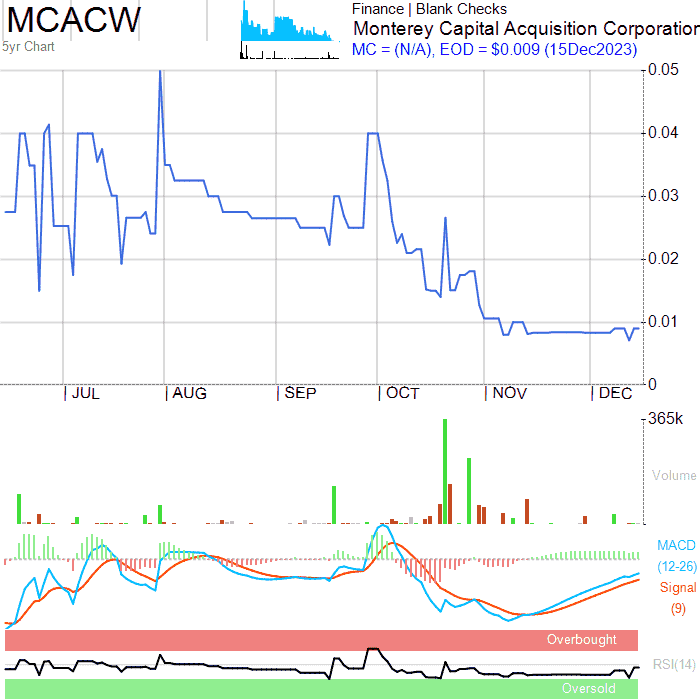 MCACW
5yr Chart
Finance | Blank Checks
Monterey Capital Acquisition Corporation
MC = (N/A), EOD = $0.009 (15Dec2023)
0.05
0.04
0.03
0.02
0.01
0
JUL
AUG
SEP
OCT
NOV
DEC
365k
Volume
MACD
(12-26)
Signal
(9)
Overbought
RSI(14)
Oversold